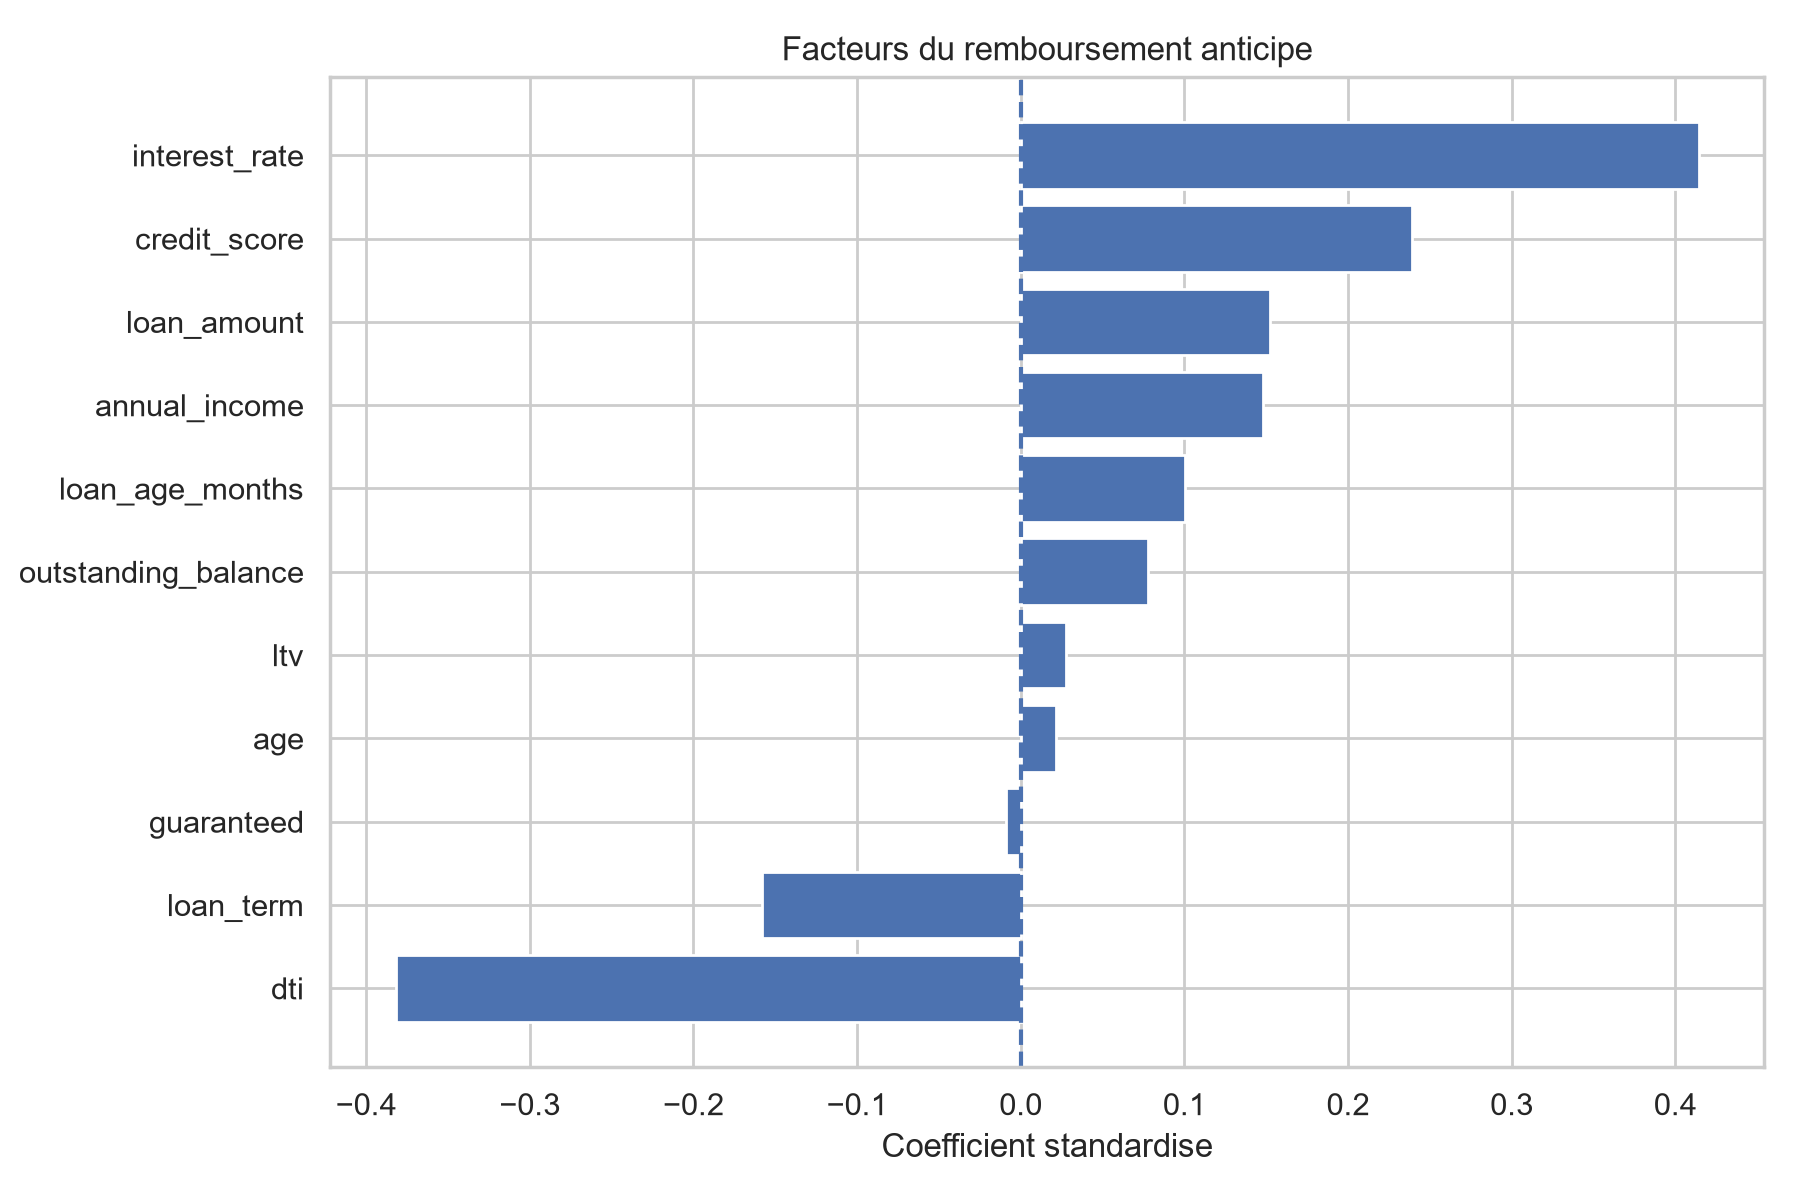 Facteurs du remboursement anticipe
interest_rate
credit_score
loan_amount
annual_income
loan_age_months
outstanding_balance
ltv
age
guaranteed
loan_term
dti
−0.4 −0.3 −0.2 −0.1 0.0 0.1 0.2 0.3 0.4
Coefficient standardise